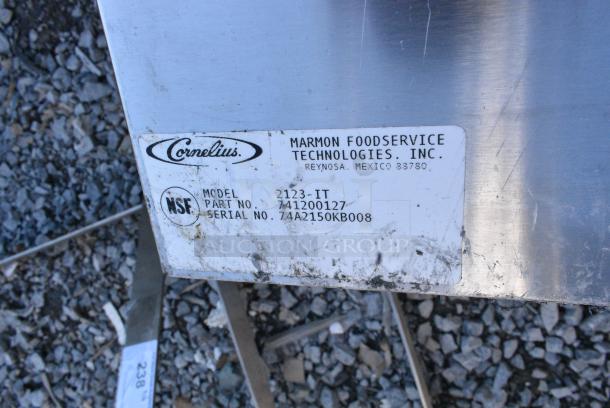 Cornelius.
MARMON FOODSERVICE
TECHNOLOGIES, INC.
REYNOSA, MEXICO 88780
NSF
MODEL 2123-IT
PART NO. 741200127
SERIAL NO. 74A2150KB008
AUCTION GROUP
238